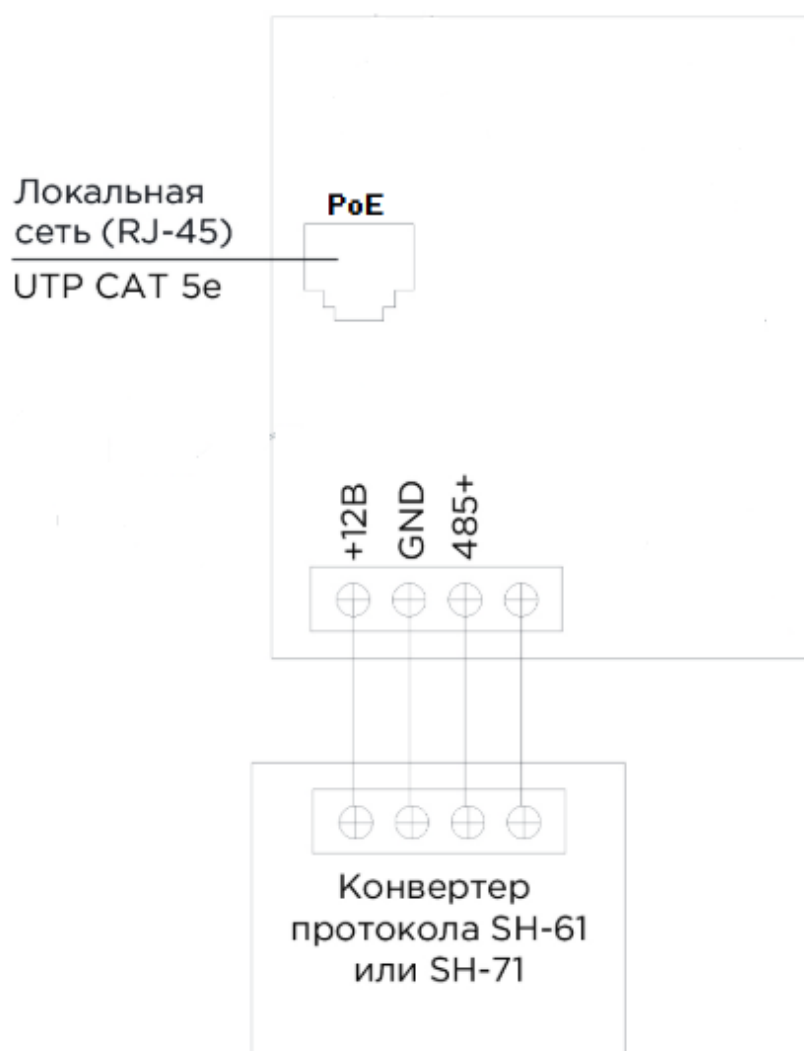 Локальная
сеть (RJ-45)
UTP CAT 5e
PoE
+12В
GND
485+
Конвертер
протокола SH-61
или SH-71